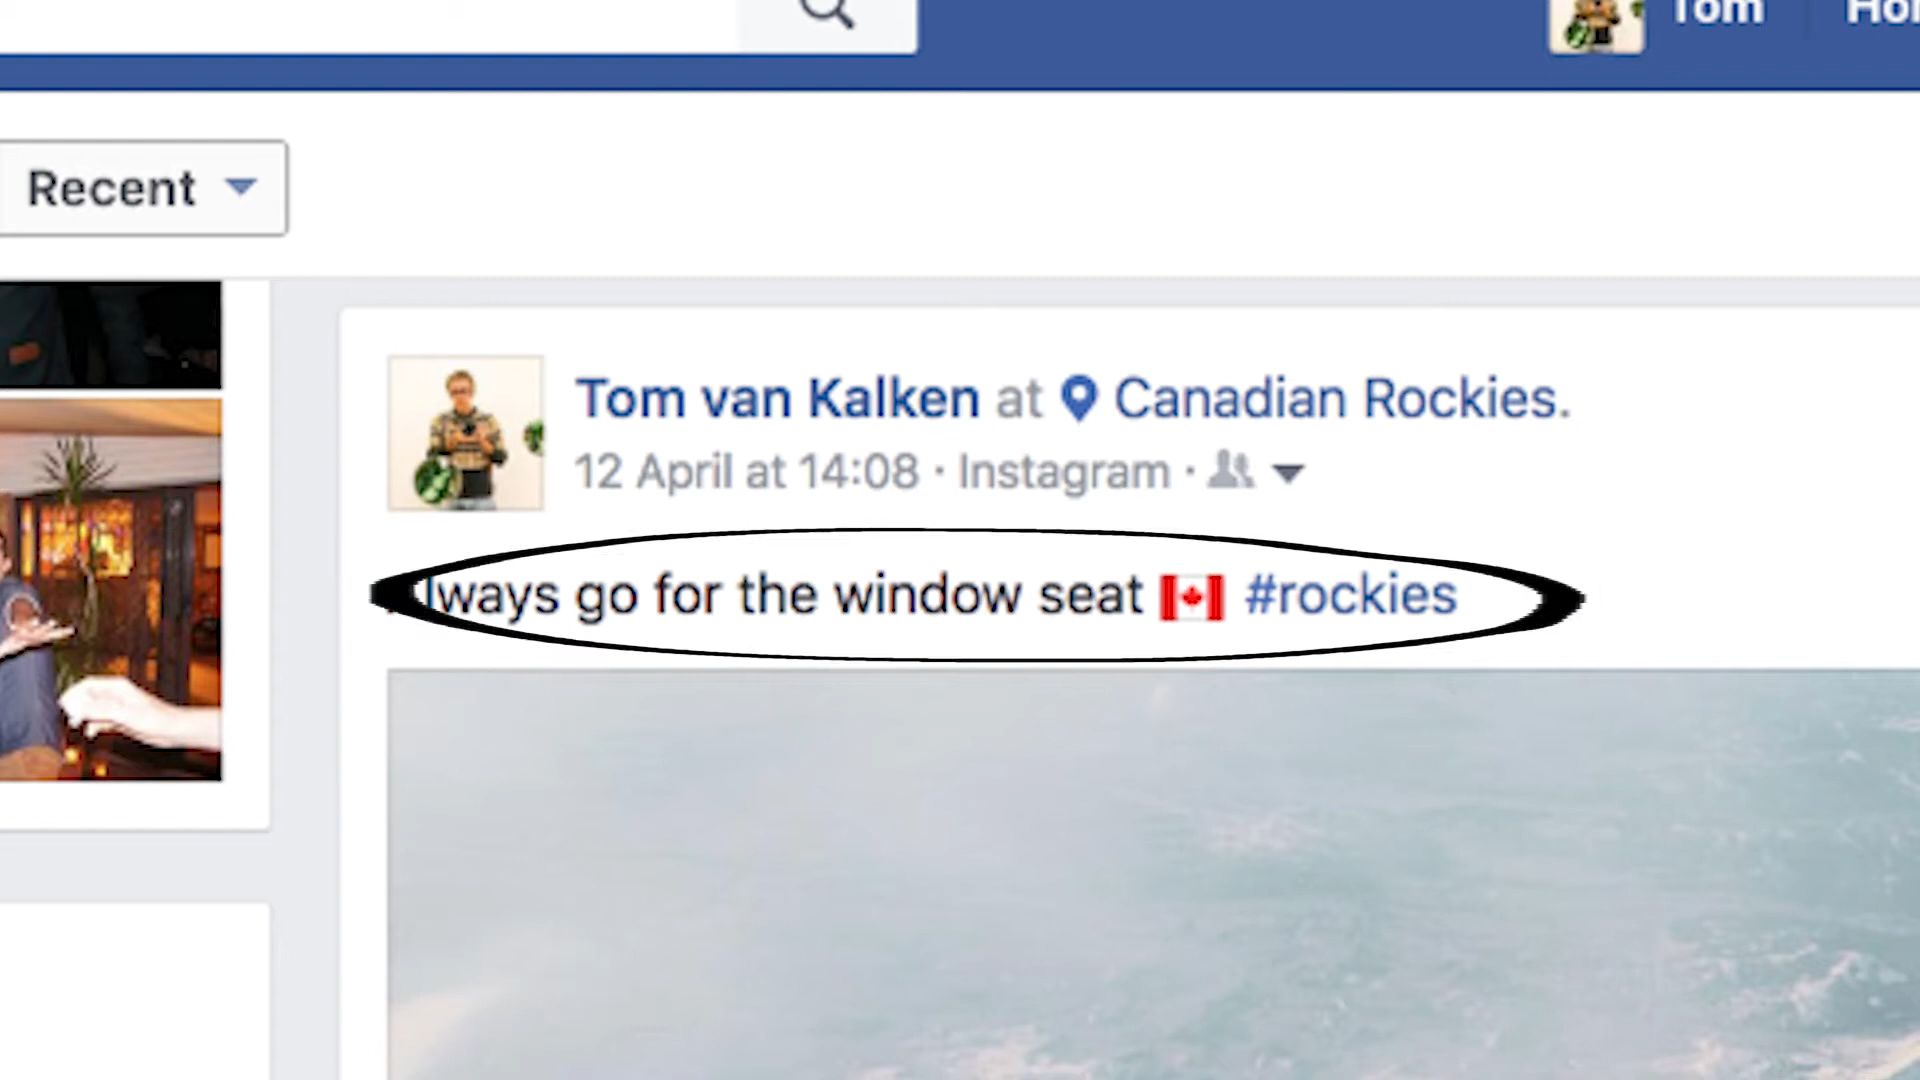 Tom
Recent
Tom van Kalken at Canadian Rockies.
12 April at 14:08 · Instagram ·
lways go for the window seat 🇨🇦 #rockies